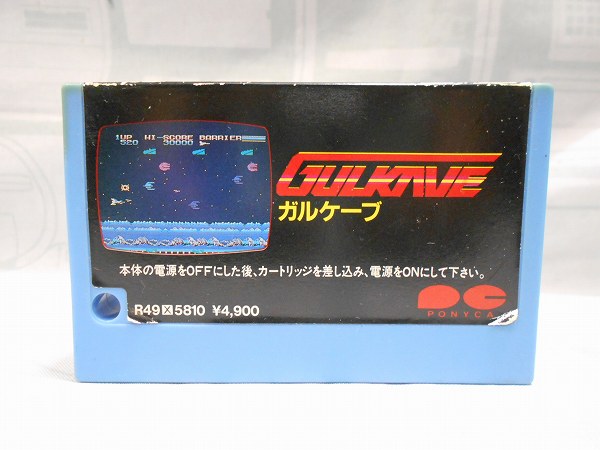 1UP HI-SCORE BARRIER
520 30000
GULKAVE
ガルケーブ
本体の電源をOFFにした後、カートリッジを差し込み、電源をONにして下さい。
R49X5810 ¥4,900
PC
PONYCA